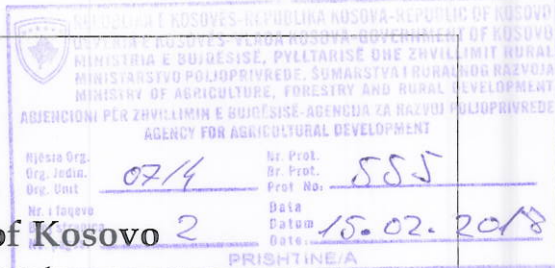 REPUBLIKA E KOSOVËS-REPUBLIKA KOSOVA-REPUBLIC OF KOSOVO
QEVERIA E KOSOVËS-VLADA KOSOVA-GOVERNMENT OF KOSOVO
MINISTRIA E BUJQËSISË, PYLLTARISË DHE ZHVILLIMIT RURAL
MINISTARSTVO POLJOPRIVREDE, ŠUMARSTVA I RURALNOG RAZVOJA
MINISTRY OF AGRICULTURE, FORESTRY AND RURAL DEVELOPMENT
AGJENCIONI PËR ZHVILLIMIN E BUJQËSISË-AGENCIJA ZA RAZVOJ POLJOPRIVREDE
AGENCY FOR AGRICULTURAL DEVELOPMENT
Njësia Org. Nr. Prot.
Org. Jedin. 07/4 Br. Prot. 555
Org. Unit Prof No.
Nr. i faqeve Data
2 Datum 15.02.2018
of Kosovo Date:
PRISHTINE/A